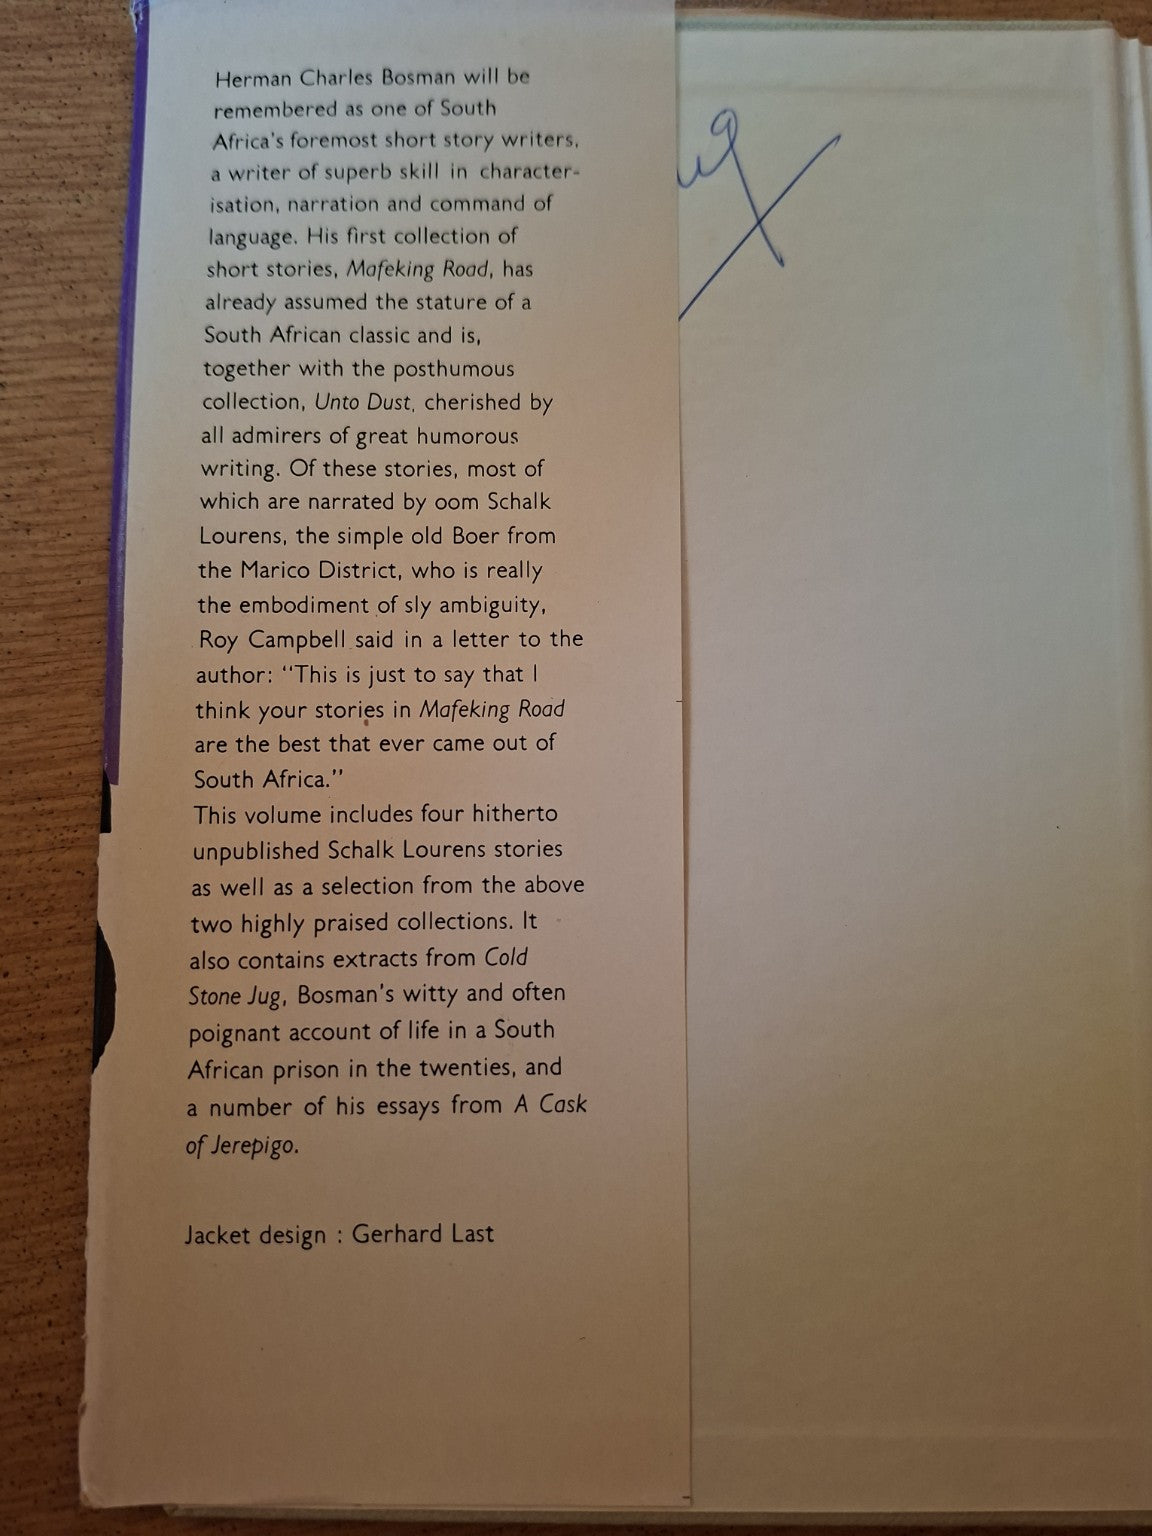 Herman Charles Bosman will be
remembered as one of South
Africa's foremost short story writers,
a writer of superb skill in character-
isation, narration and command of
language. His first collection of
short stories, Mafeking Road, has
already assumed the stature of a
South African classic and is,
together with the posthumous
collection, Unto Dust, cherished by
all admirers of great humorous
writing. Of these stories, most of
which are narrated by oom Schalk
Lourens, the simple old Boer from
the Marico District, who is really
the embodiment of sly ambiguity,
Roy Campbell said in a letter to the
author: “This is just to say that I
think your stories in Mafeking Road
are the best that ever came out of
South Africa.”
This volume includes four hitherto
unpublished Schalk Lourens stories
as well as a selection from the above
two highly praised collections. It
also contains extracts from Cold
Stone Jug, Bosman's witty and often
poignant account of life in a South
African prison in the twenties, and
a number of his essays from A Cask
of Jerepigo.
Jacket design : Gerhard Last